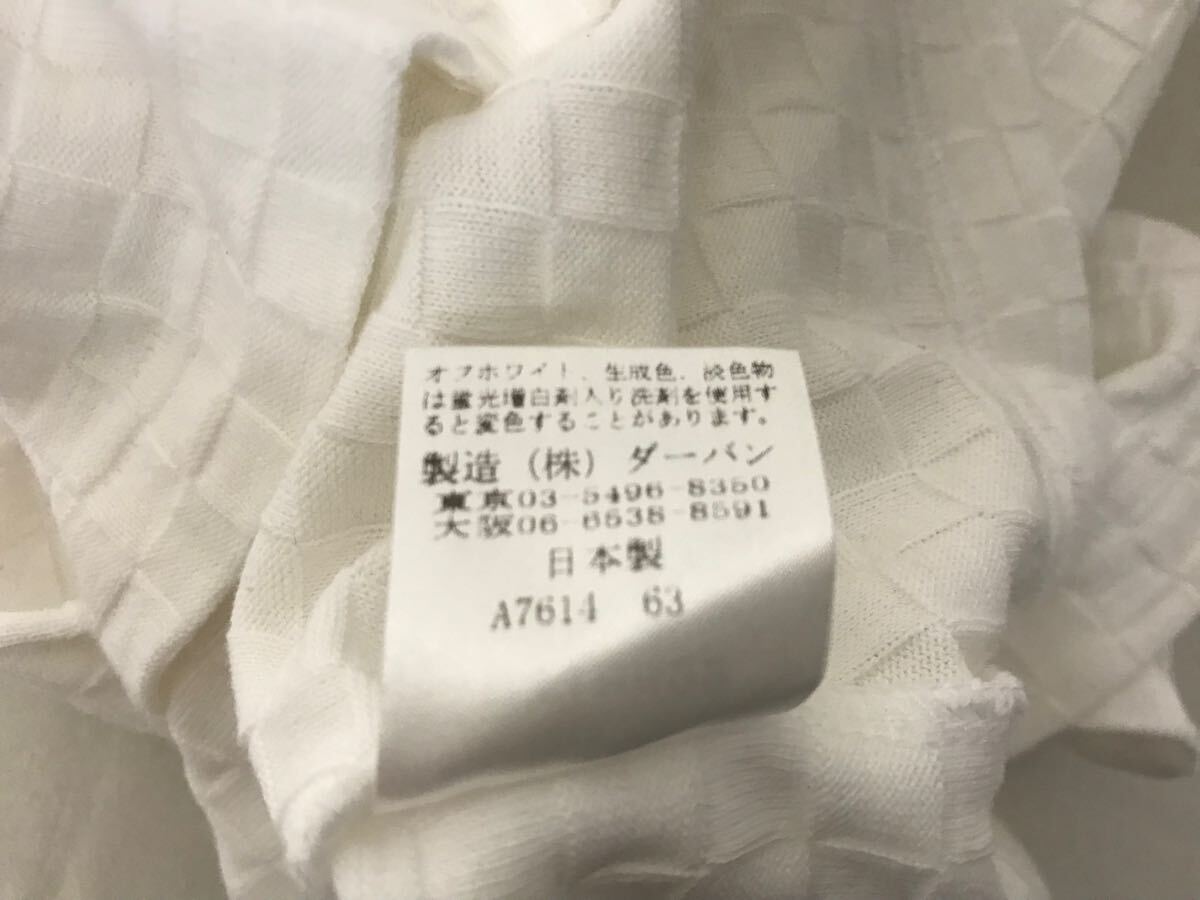 オフホワイト、生成色、淡色物
は蛍光増白剤入り洗剤を使用す
ると変色することがあります。
製造（株）ダーバン
東京03-5496-8350
大阪06-6538-8591
日本製
A7614 63